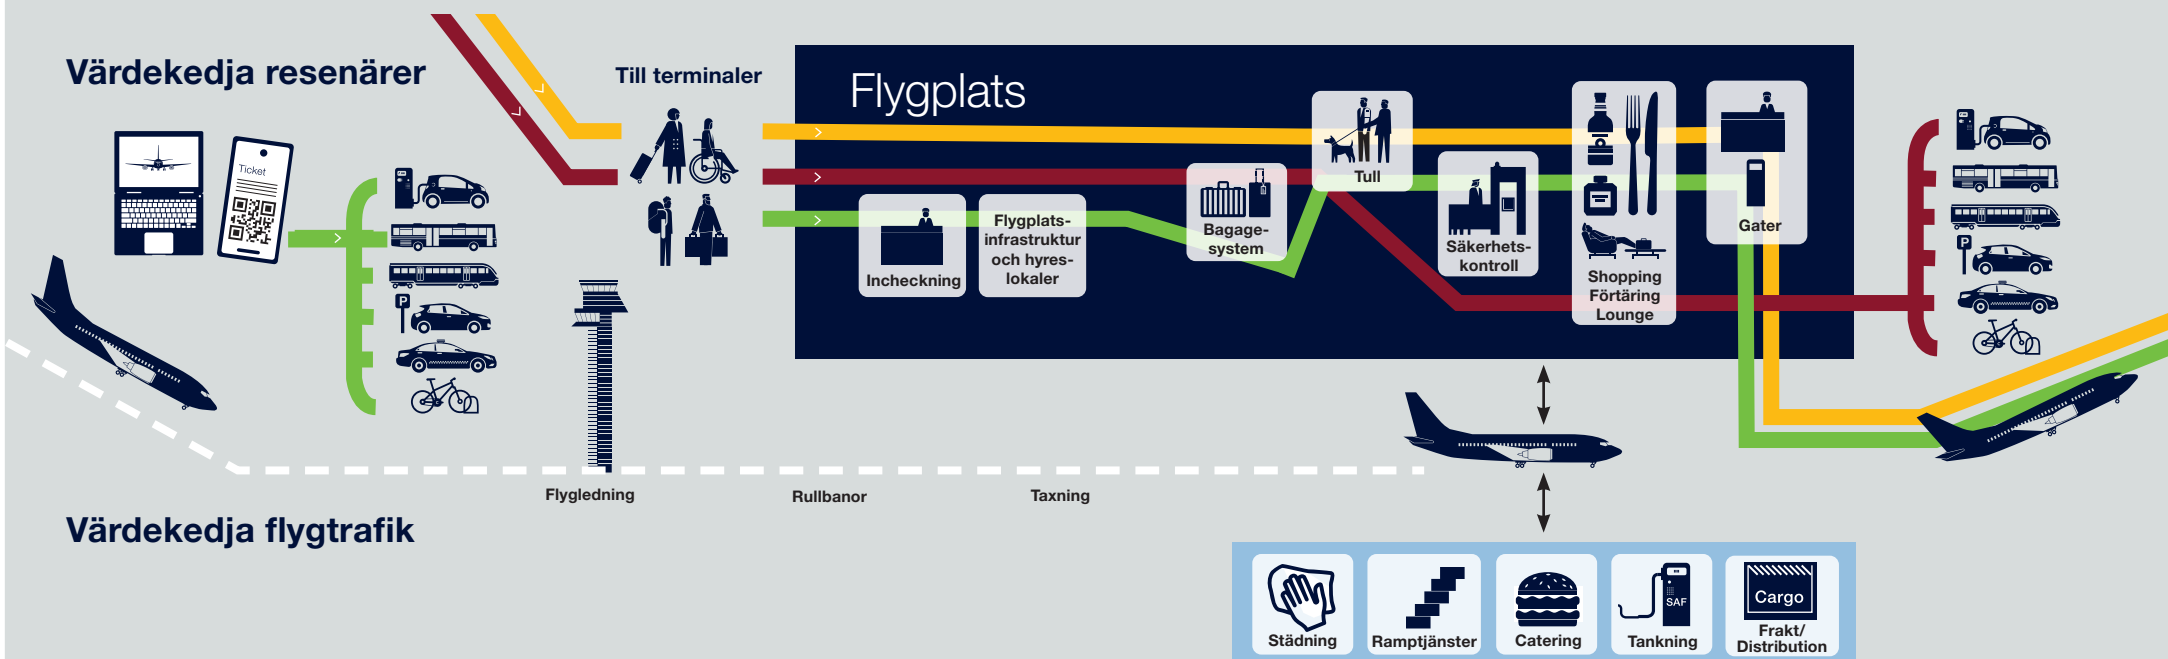 Värdekedja resenärer
Till terminaler
Flygplats
Ticket
P
Incheckning
Flygplats-
infrastruktur
och hyres-
lokaler
Bagage-
system
Tull
Säkerhets-
kontroll
Shopping
Förtäring
Lounge
Gater
P
Flygledning
Rullbanor
Taxning
Värdekedja flygtrafik
Städning
Ramptjänster
Catering
SAF
Tankning
Cargo
Frakt/
Distribution